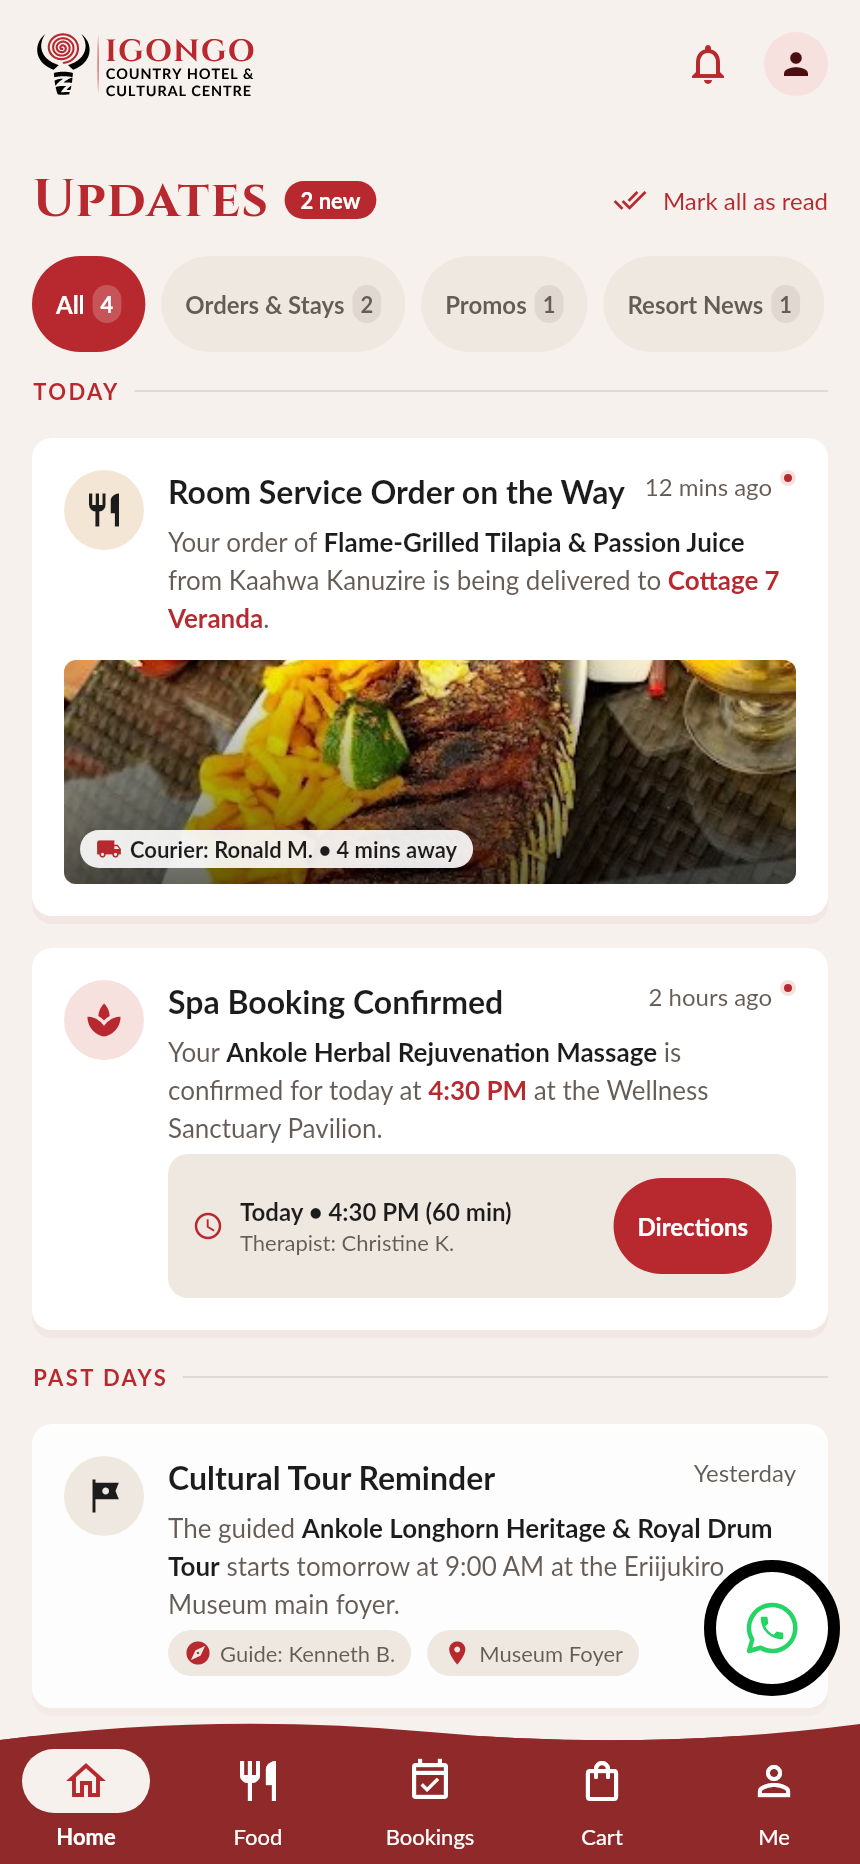 IGONGO
COUNTRY HOTEL &
CULTURAL CENTRE
UPDATES
2 new
Mark all as read
All 4
Orders & Stays 2
Promos 1
Resort News 1
TODAY
Room Service Order on the Way
12 mins ago
Your order of Flame-Grilled Tilapia & Passion Juice
from Kaahwa Kanuzire is being delivered to Cottage 7
Veranda.
Courier: Ronald M. • 4 mins away
Spa Booking Confirmed
2 hours ago
Your Ankole Herbal Rejuvenation Massage is
confirmed for today at 4:30 PM at the Wellness
Sanctuary Pavilion.
Today • 4:30 PM (60 min)
Therapist: Christine K.
Directions
PAST DAYS
Cultural Tour Reminder
Yesterday
The guided Ankole Longhorn Heritage & Royal Drum
Tour starts tomorrow at 9:00 AM at the Eriijukiro
Museum main foyer.
Guide: Kenneth B.
Museum Foyer
Home
Food
Bookings
Cart
Me